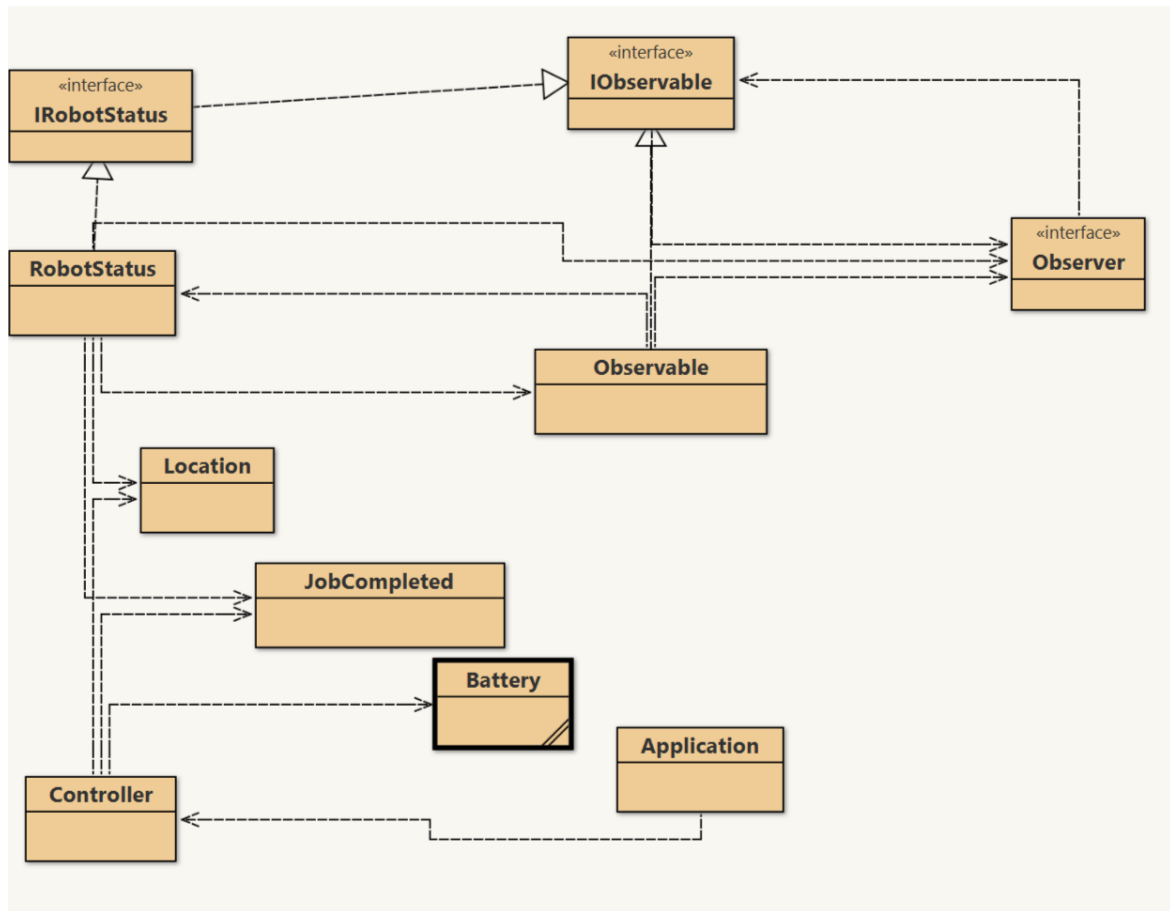 «interface»
IObservable
«interface»
IRobotStatus
«interface»
Observer
RobotStatus
Observable
Location
JobCompleted
Battery
Application
Controller